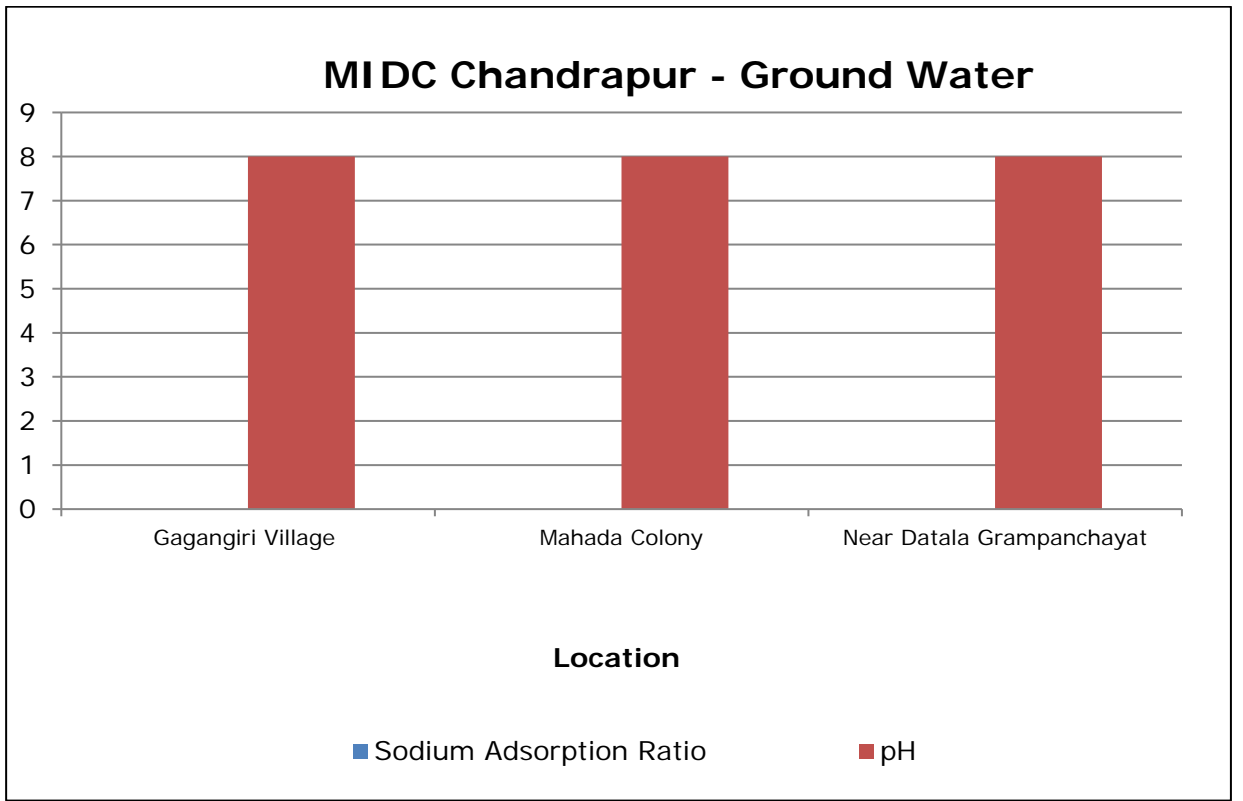 MIDC Chandrapur - Ground Water
9
8
7
6
5
4
3
2
1
0
Gagangiri Village Mahada Colony Near Datala Grampanchayat
Location
Sodium Adsorption Ratio pH